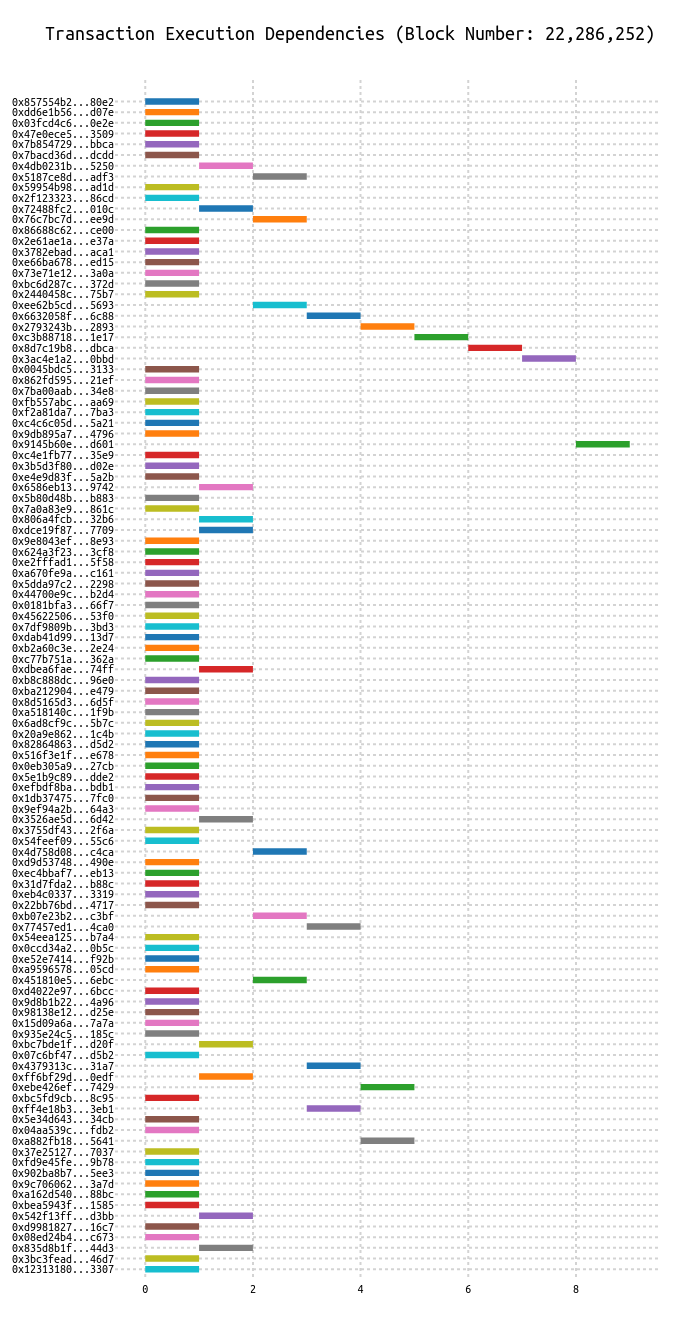 Transaction Execution Dependencies (Block Number: 22,286,252)
0x857554b2...80e2
0xdd6e1b56...d07e
0x03fcd4c6...0e2e
0x47e0ece5...3509
0x7b854729...bbca
0x7bacd36d...dcdd
0x4db0231b...5250
0x5187ce8d...adf3
0x59954b98...ad1d
0x2f123323...86cd
0x72488fc2...010c
0x76c7bc7d...ee9d
0x86688c62...ce00
0x2e61ae1a...e37a
0x3782ebad...aca1
0xe66ba678...ed15
0x73e71e12...3a0a
0xbc6d287c...372d
0x2440458c...75b7
0xee62b5cd...5693
0x6632058f...6c88
0x2793243b...2893
0xc3b88718...1e17
0x8d7c19b8...dbca
0x3ac4e1a2...0bbd
0x0045bdc5...3133
0x862fd595...21ef
0x7ba00aab...34e8
0xfb557abc...aa69
0xf2a81da7...7ba3
0xc4c6c05d...5a21
0x9db895a7...4796
0x9145b60e...d601
0xc4e1fb77...35e9
0x3b5d3f80...d02e
0xe4e9d83f...5a2b
0x6586eb13...9742
0x5b80d48b...b883
0x7a0a83e9...861c
0x806a4fcb...32b6
0xdce19f87...7709
0x9e8043ef...8e93
0x624a3f23...3cf8
0xe2fffad1...5f58
0xa670fe9a...c161
0x5dda97c2...2298
0x44700e9c...b2d4
0x0181bfa3...66f7
0x45622506...53f0
0x7df9809b...3bd3
0xdab41d99...13d7
0xb2a60c3e...2e24
0xc77b751a...362a
0xdbea6fae...74ff
0xb8c888dc...96e0
0xba212904...e479
0x8d5165d3...6d5f
0xa518140c...1f9b
0x6ad8cf9c...5b7c
0x20a9e862...1c4b
0x82864863...d5d2
0x516f3e1f...e678
0x0eb305a9...27cb
0x5e1b9c89...dde2
0xefbdf8ba...bdb1
0x1db37475...7fc0
0x9ef94a2b...64a3
0x3526ae5d...6d42
0x3755df43...2f6a
0x54feef09...55c6
0x4d758d08...c4ca
0xd9d53748...490e
0xec4bbaf7...eb13
0x31d7fda2...b88c
0xeb4c0337...3319
0x22bb76bd...4717
0xb07e23b2...c3bf
0x77457ed1...4ca0
0x54eea125...b7a4
0x0ccd34a2...0b5c
0xe52e7414...f92b
0xa9596578...05cd
0x451810e5...6ebc
0xd4022e97...6bcc
0x9d8b1b22...4a96
0x98138e12...d25e
0x15d09a6a...7a7a
0x935e24c5...185c
0xbc7bde1f...d20f
0x07c6bf47...d5b2
0x4379313c...31a7
0xff6bf29d...0edf
0xebe426ef...7429
0xbc5fd9cb...8c95
0xff4e18b3...3eb1
0x5e34d643...34cb
0x04aa539c...fdb2
0xa882fb18...5641
0x37e25127...7037
0xfd9e45fe...9b78
0x902ba8b7...5ee3
0x9c706062...3a7d
0xa162d540...88bc
0xbea5943f...1585
0x542f13ff...d3bb
0xd9981827...16c7
0x08ed24b4...c673
0x835d8b1f...44d3
0x3bc3fead...46d7
0x12313180...3307
0 2 4 6 8